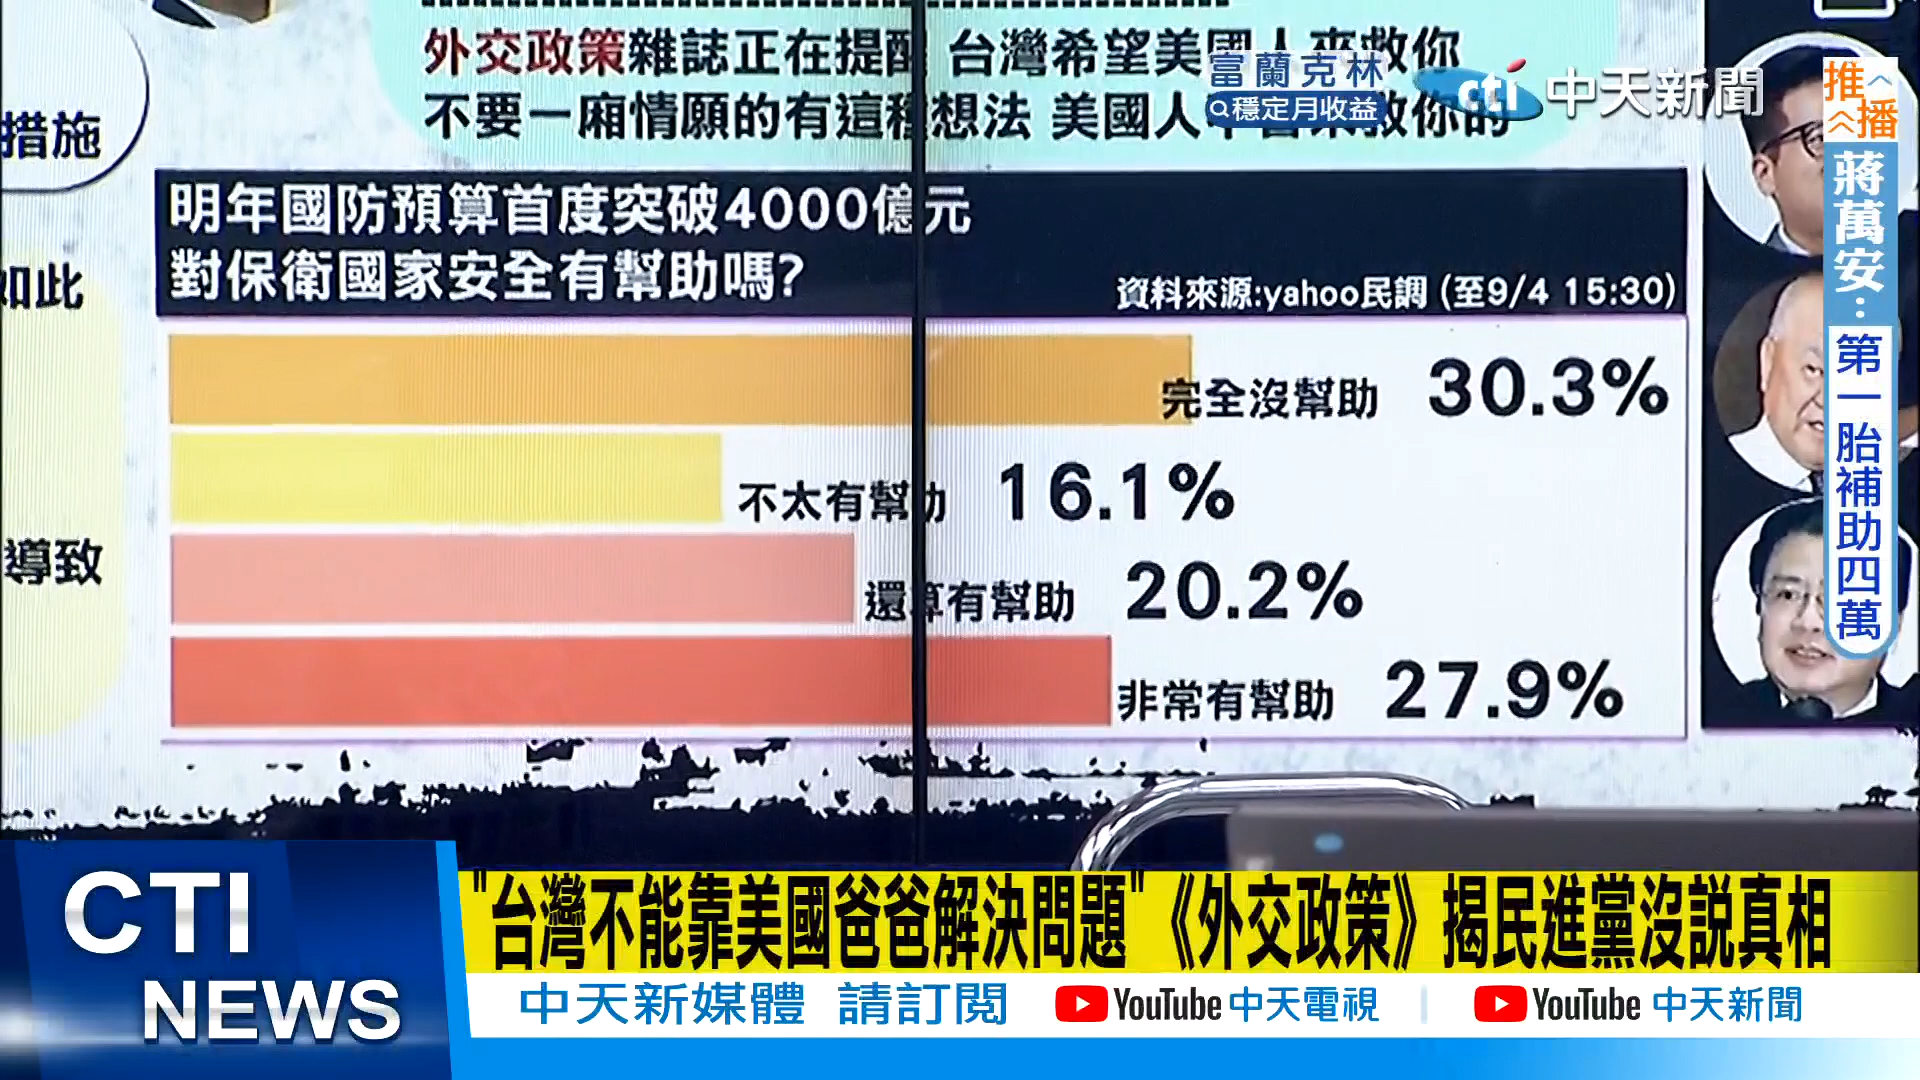 外交政策雜誌正在提醒 台灣希望美國人來救你
不要一廂情願的有這種想法 美國人不會來救你的
富蘭克林
穩定月收益
cti 中天新聞
推播
蔣萬安：第一胎補助四萬
措施
如此
導致
明年國防預算首度突破4000億元
對保衛國家安全有幫助嗎?
資料來源:yahoo民調 (至9/4 15:30)
完全沒幫助 30.3%
不太有幫助 16.1%
還算有幫助 20.2%
非常有幫助 27.9%
CTI
NEWS
"台灣不能靠美國爸爸解決問題"《外交政策》揭民進黨沒說真相
中天新媒體 請訂閱 YouTube 中天電視 | YouTube 中天新聞